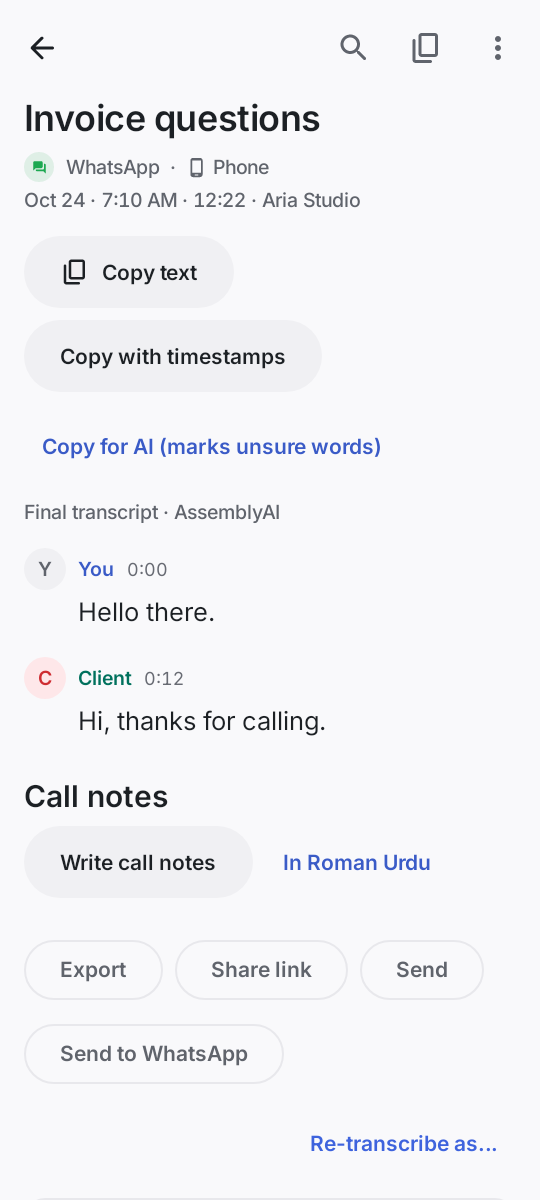 Invoice questions
WhatsApp · Phone
Oct 24 · 7:10 AM · 12:22 · Aria Studio
Copy text
Copy with timestamps
Copy for AI (marks unsure words)
Final transcript · AssemblyAI
Y You 0:00
Hello there.
C Client 0:12
Hi, thanks for calling.
Call notes
Write call notes In Roman Urdu
Export Share link Send
Send to WhatsApp
Re-transcribe as...